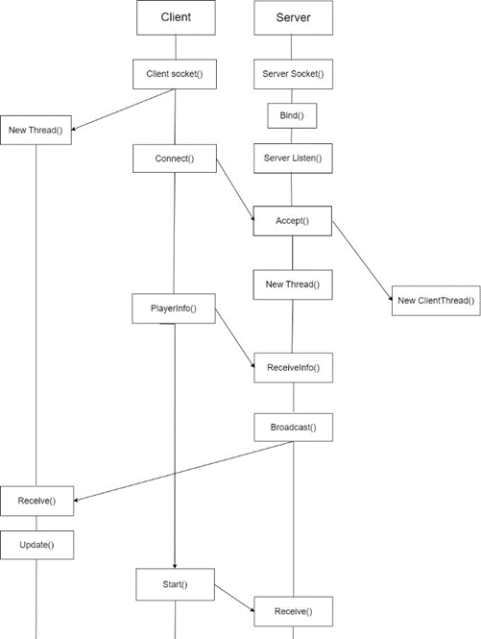 Client
Server
Client socket()
Server Socket()
Bind()
New Thread()
Connect()
Server Listen()
Accept()
New Thread()
New ClientThread()
PlayerInfo()
ReceiveInfo()
Broadcast()
Receive()
Update()
Start()
Receive()